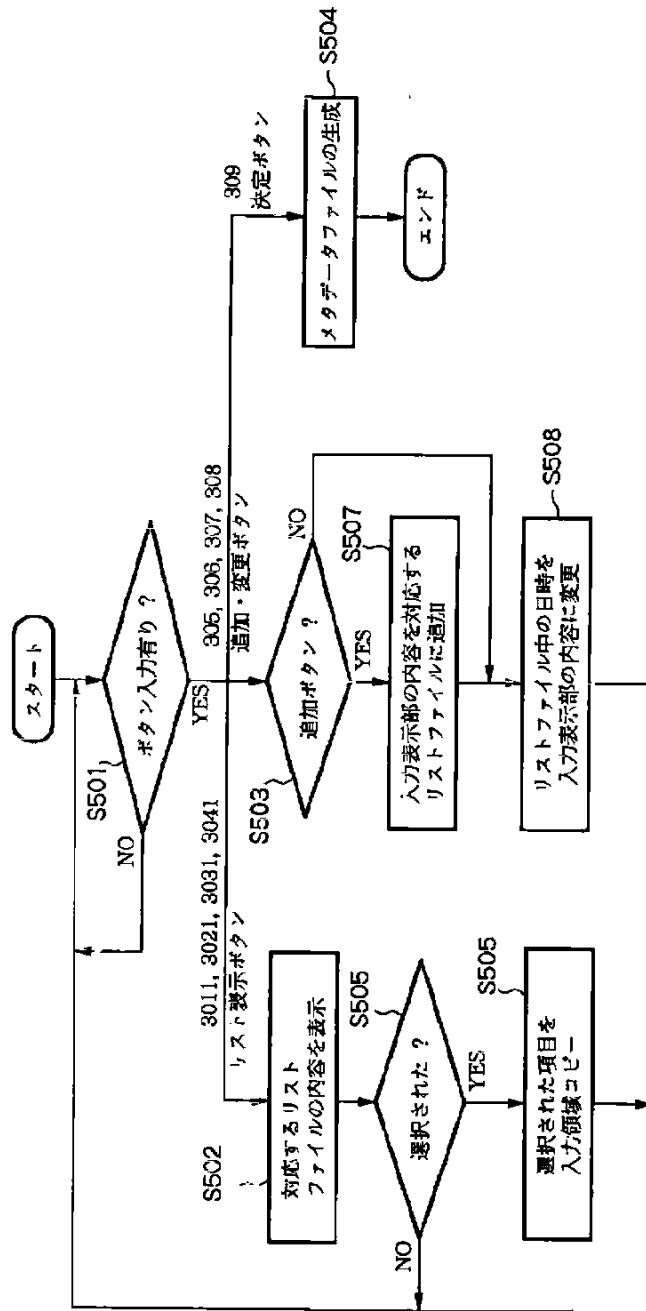 スタート
ボタン入力有り？
S501
NO
YES
3011, 3021, 3031, 3041
リスト表示ボタン
305, 306, 307, 308
追加・変更ボタン
309
決定ボタン
S502
対応するリスト
ファイルの内容を表示
選択された？
S505
NO
YES
選択された項目を
入力領域コピー
S505
追加ボタン？
S503
NO
YES
入力表示部の内容を対応する
リストファイルに追加
S507
リストファイル中の日時を
入力表示部の内容に変更
S508
メタデータファイルの生成
S504
エンド